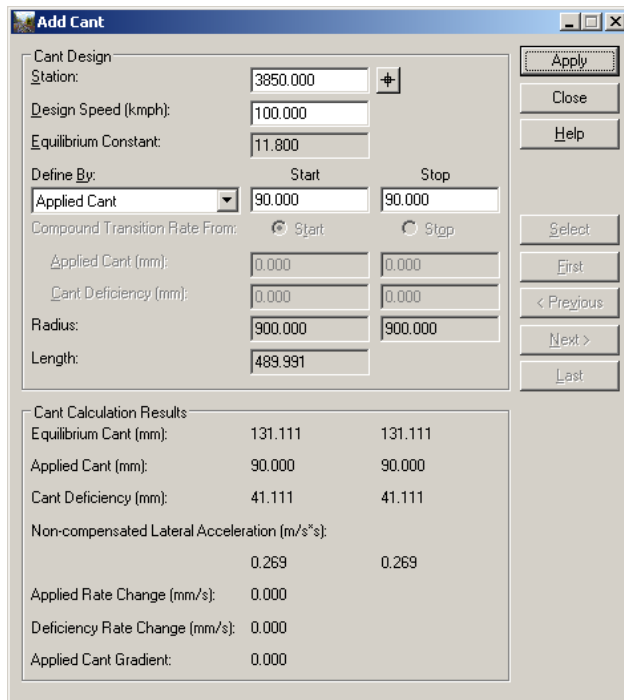 Add Cant
Cant Design
Station: 3850.000
Design Speed (kmph): 100.000
Equilibrium Constant: 11.800
Define By: Start Stop
Applied Cant 90.000 90.000
Compound Transition Rate From: Start Stop
Applied Cant (mm): 0.000 0.000
Cant Deficiency (mm): 0.000 0.000
Radius: 900.000 900.000
Length: 489.991
Apply
Close
Help
Select
First
< Previous
Next >
Last
Cant Calculation Results
Equilibrium Cant (mm): 131.111 131.111
Applied Cant (mm): 90.000 90.000
Cant Deficiency (mm): 41.111 41.111
Non-compensated Lateral Acceleration (m/s*s):
0.269 0.269
Applied Rate Change (mm/s): 0.000
Deficiency Rate Change (mm/s): 0.000
Applied Cant Gradient: 0.000